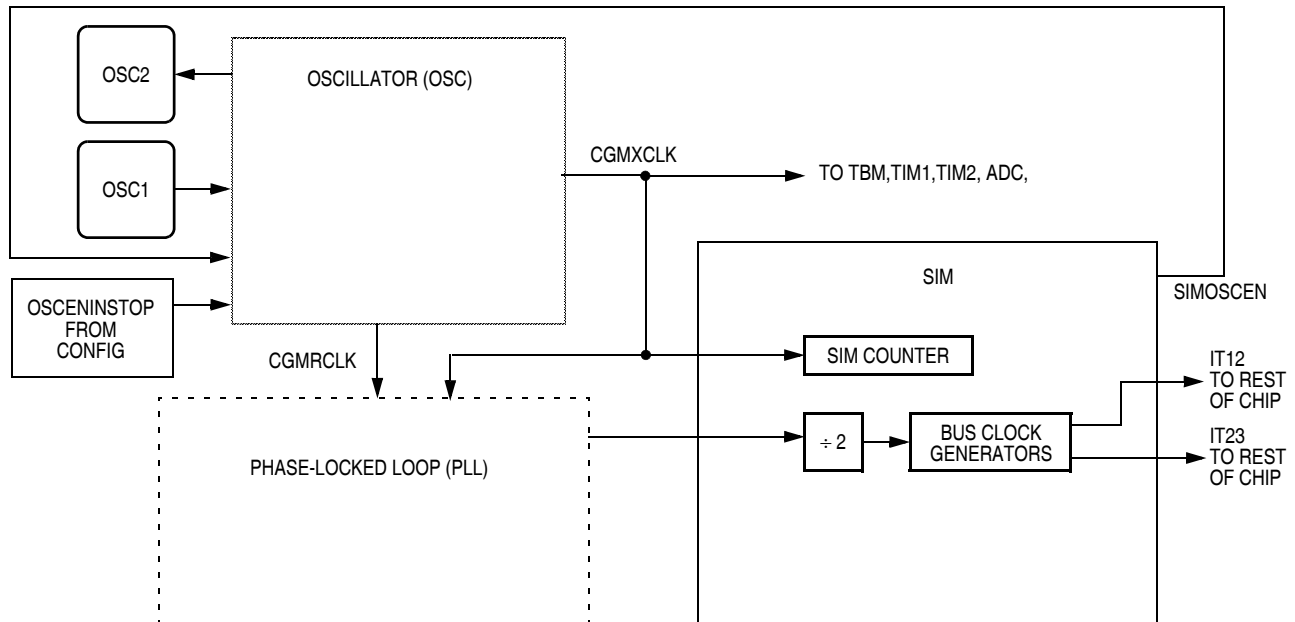 OSC2
OSCILLATOR (OSC)
CGMXCLK
TO TBM,TIM1,TIM2, ADC,
OSC1
SIM
SIMOSCEN
OSCENINSTOP
FROM
CONFIG
CGMRCLK
SIM COUNTER
IT12
TO REST
OF CHIP
÷ 2
BUS CLOCK
GENERATORS
IT23
TO REST
OF CHIP
PHASE-LOCKED LOOP (PLL)